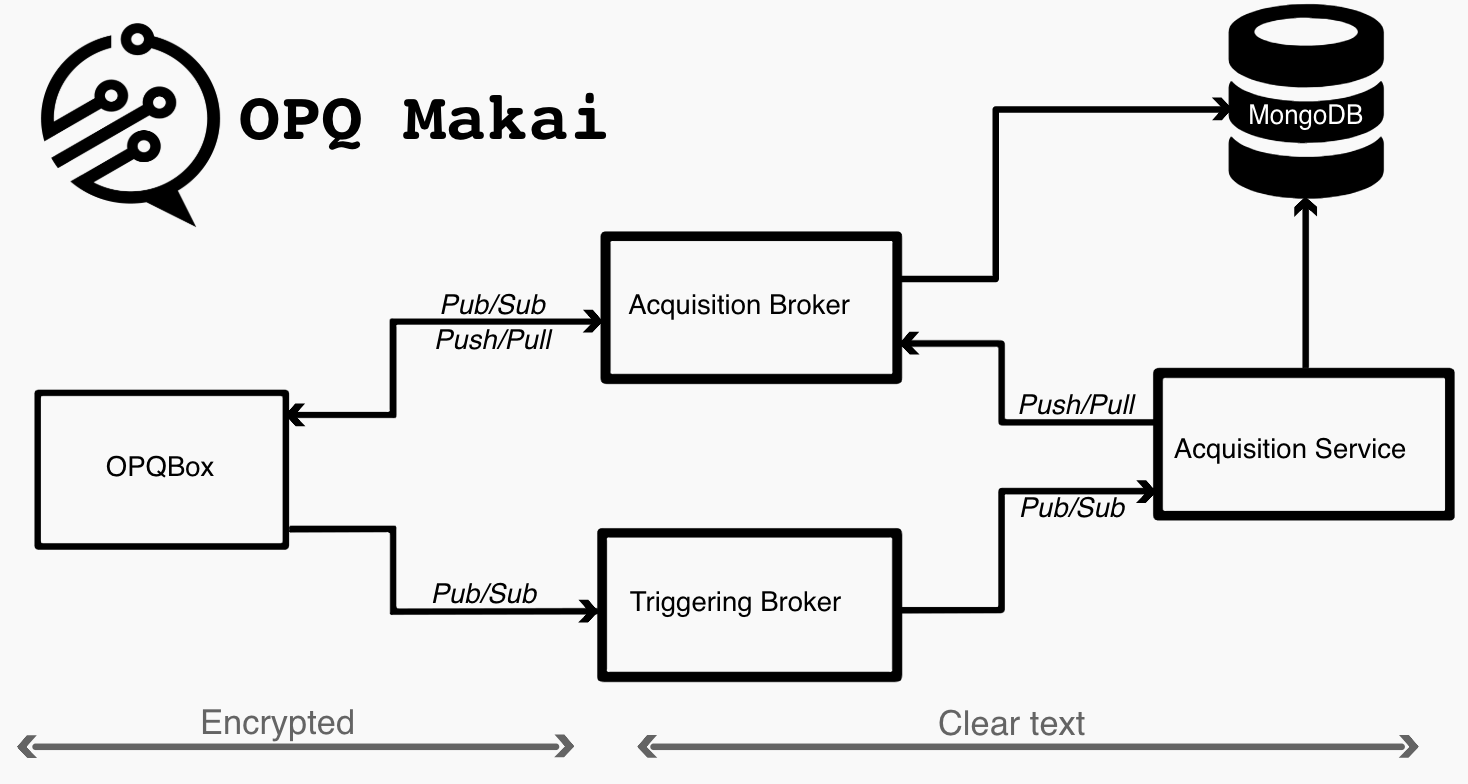 OPQ Makai
MongoDB
Pub/Sub
Push/Pull
Acquisition Broker
Push/Pull
Acquisition Service
OPQBox
Pub/Sub
Pub/Sub
Triggering Broker
Encrypted
Clear text